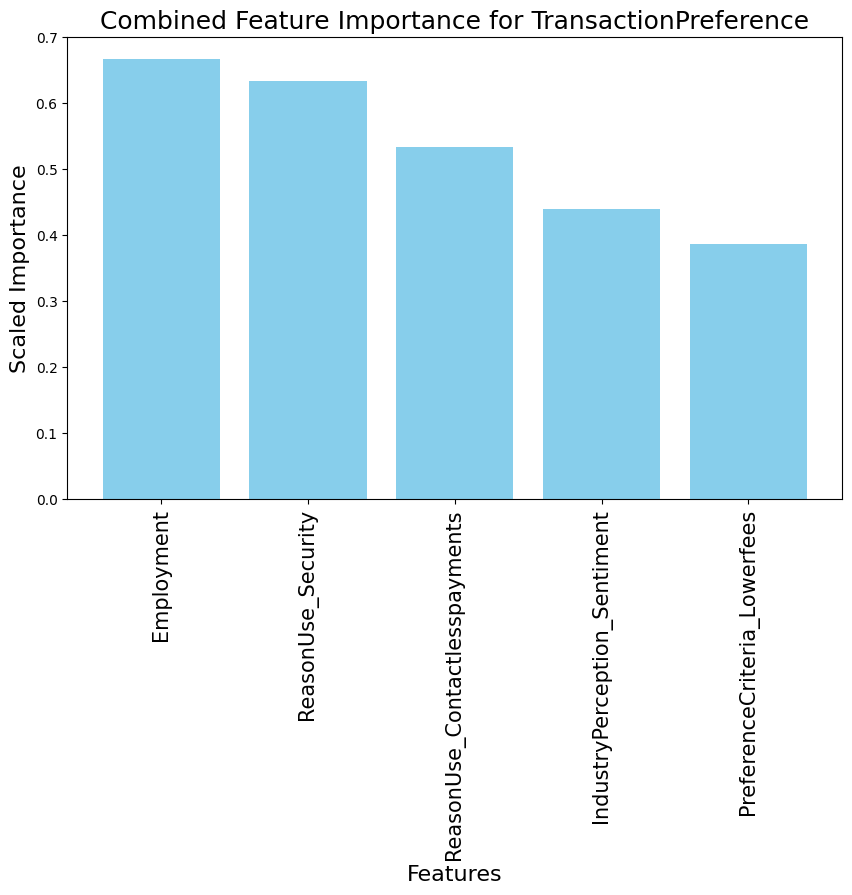 Combined Feature Importance for TransactionPreference
Scaled Importance
0.7
0.6
0.5
0.4
0.3
0.2
0.1
0.0
Employment
ReasonUse_Security
ReasonUse_Contactlesspayments
IndustryPerception_Sentiment
PreferenceCriteria_Lowerfees
Features